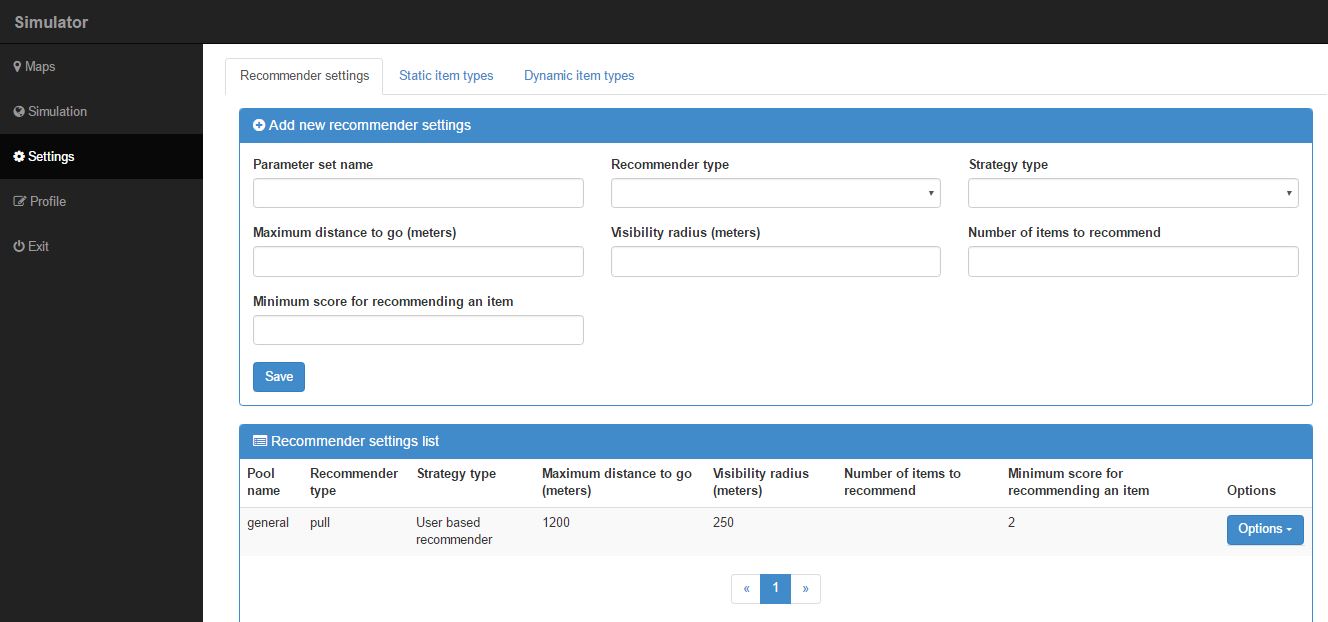 Simulator
Maps
Simulation
Settings
Profile
Exit
Recommender settings Static item types Dynamic item types
Add new recommender settings
Parameter set name Recommender type Strategy type
Maximum distance to go (meters) Visibility radius (meters) Number of items to recommend
Minimum score for recommending an item
Save
Recommender settings list
Pool name Recommender type Strategy type Maximum distance to go (meters) Visibility radius (meters) Number of items to recommend Minimum score for recommending an item Options
general pull User based recommender 1200 250 2 Options
« 1 »